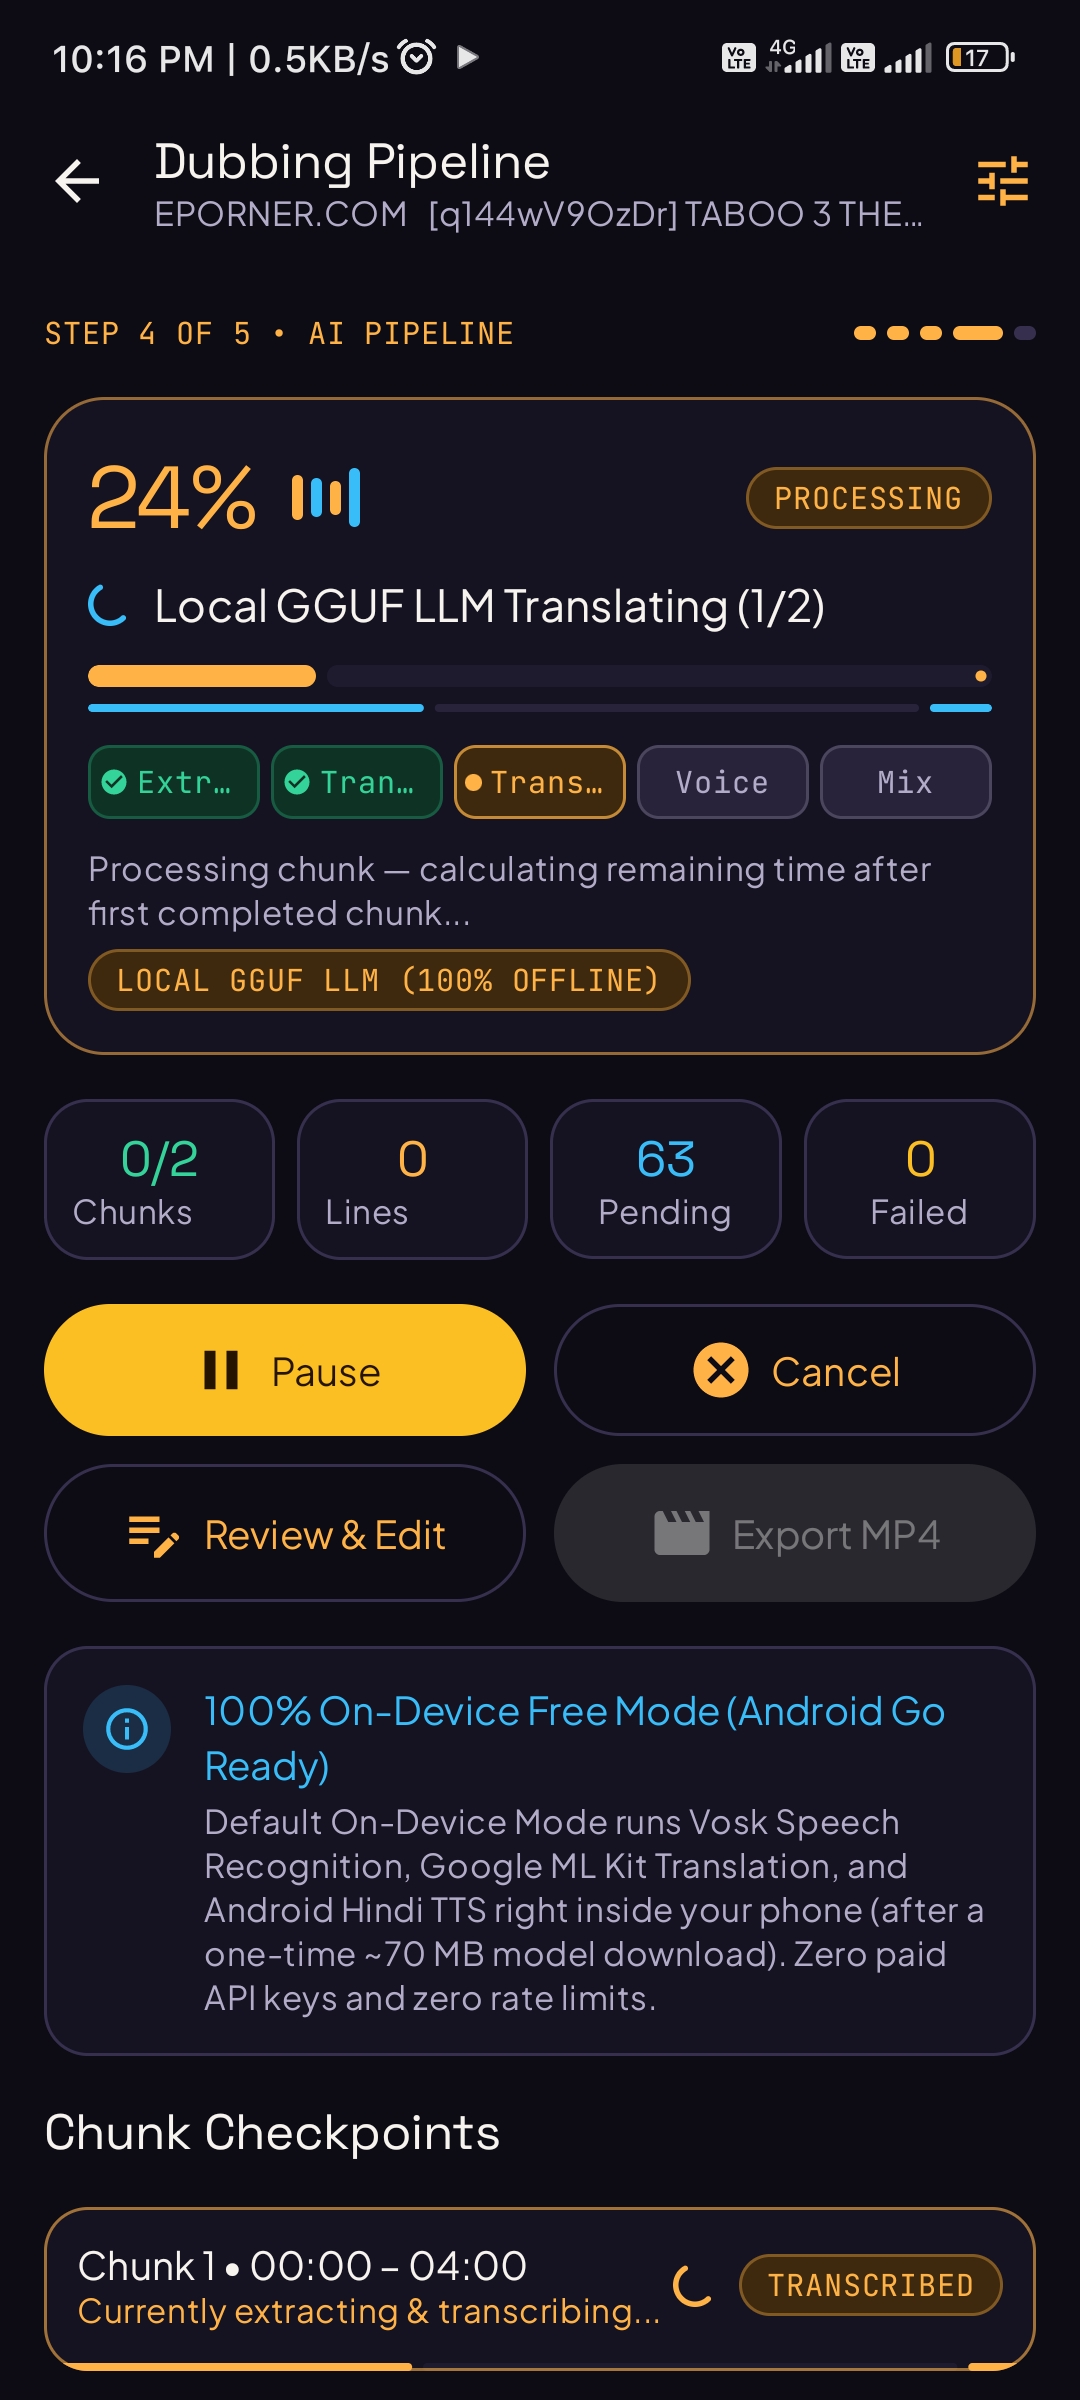 10:16 PM | 0.5KB/s
Vo LTE 4G Vo LTE 17
Dubbing Pipeline
EPORNER.COM [q144wV9OzDr] TABOO 3 THE...
STEP 4 OF 5 • AI PIPELINE
24%
PROCESSING
Local GGUF LLM Translating (1/2)
Extr... Tran... Trans... Voice Mix
Processing chunk — calculating remaining time after
first completed chunk...
LOCAL GGUF LLM (100% OFFLINE)
0/2 0 63 0
Chunks Lines Pending Failed
Pause Cancel
Review & Edit Export MP4
100% On-Device Free Mode (Android Go
Ready)
Default On-Device Mode runs Vosk Speech
Recognition, Google ML Kit Translation, and
Android Hindi TTS right inside your phone (after a
one-time ~70 MB model download). Zero paid
API keys and zero rate limits.
Chunk Checkpoints
Chunk 1 • 00:00 – 04:00
Currently extracting & transcribing...
TRANSCRIBED